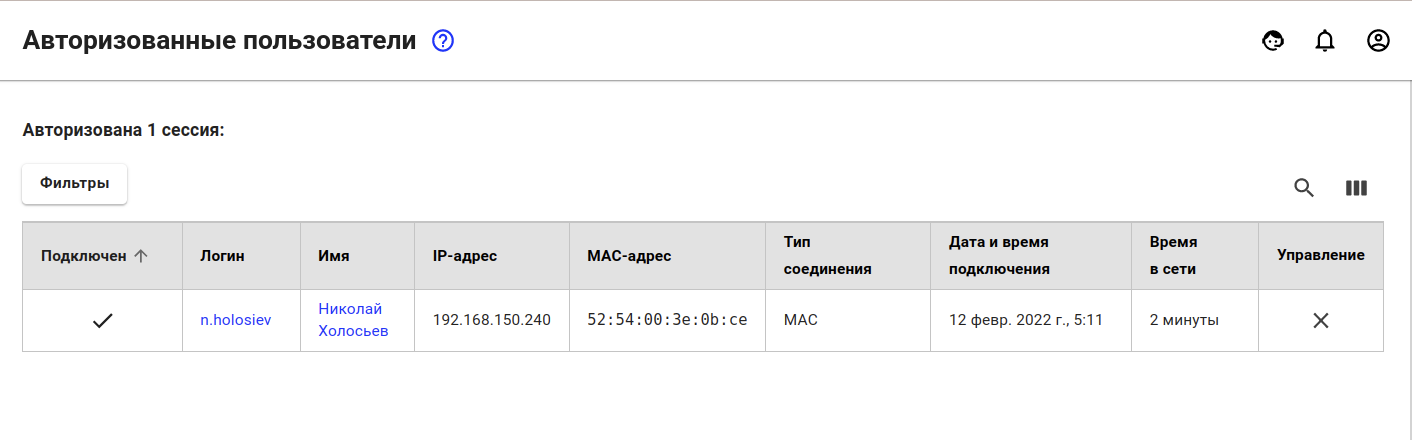 Авторизованные пользователи
Авторизована 1 сессия:
Фильтры
Подключен Логин Имя IP-адрес MAC-адрес Тип соединения Дата и время подключения Время в сети Управление
n.holosiev Николай Холосьев 192.168.150.240 52:54:00:3e:0b:ce MAC 12 февр. 2022 г., 5:11 2 минуты